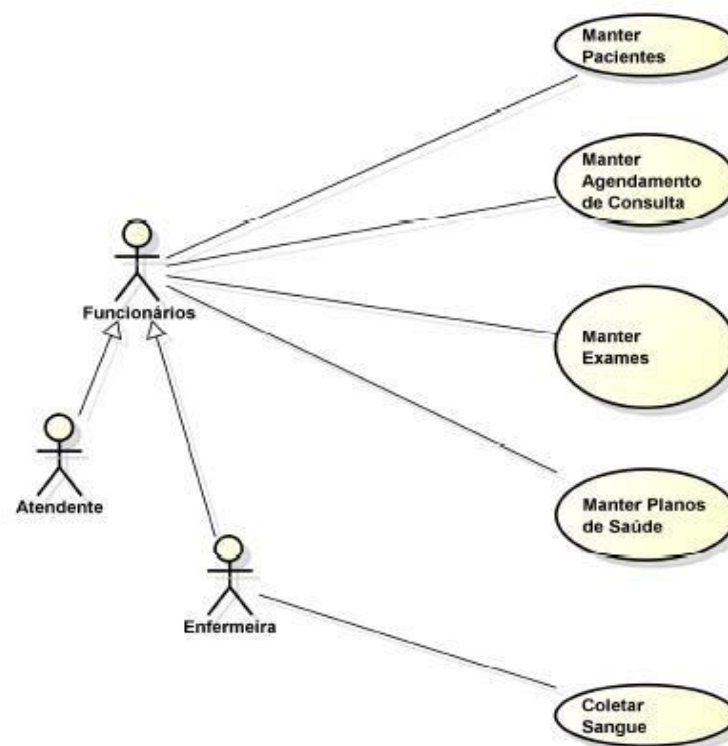 Manter
Pacientes
Manter
Agendamento
de Consulta
Funcionários
Manter
Exames
Atendente
Manter Planos
de Saúde
Enfermeira
Coletar
Sangue